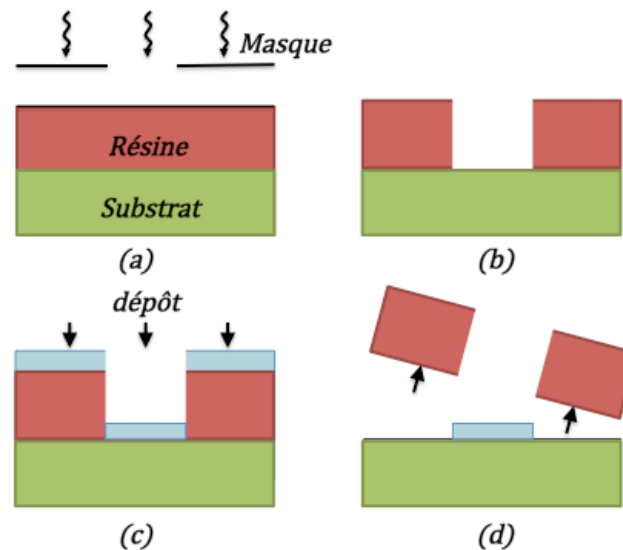 Masque
Résine
Substrat
(a)
(b)
dépôt
(c)
(d)